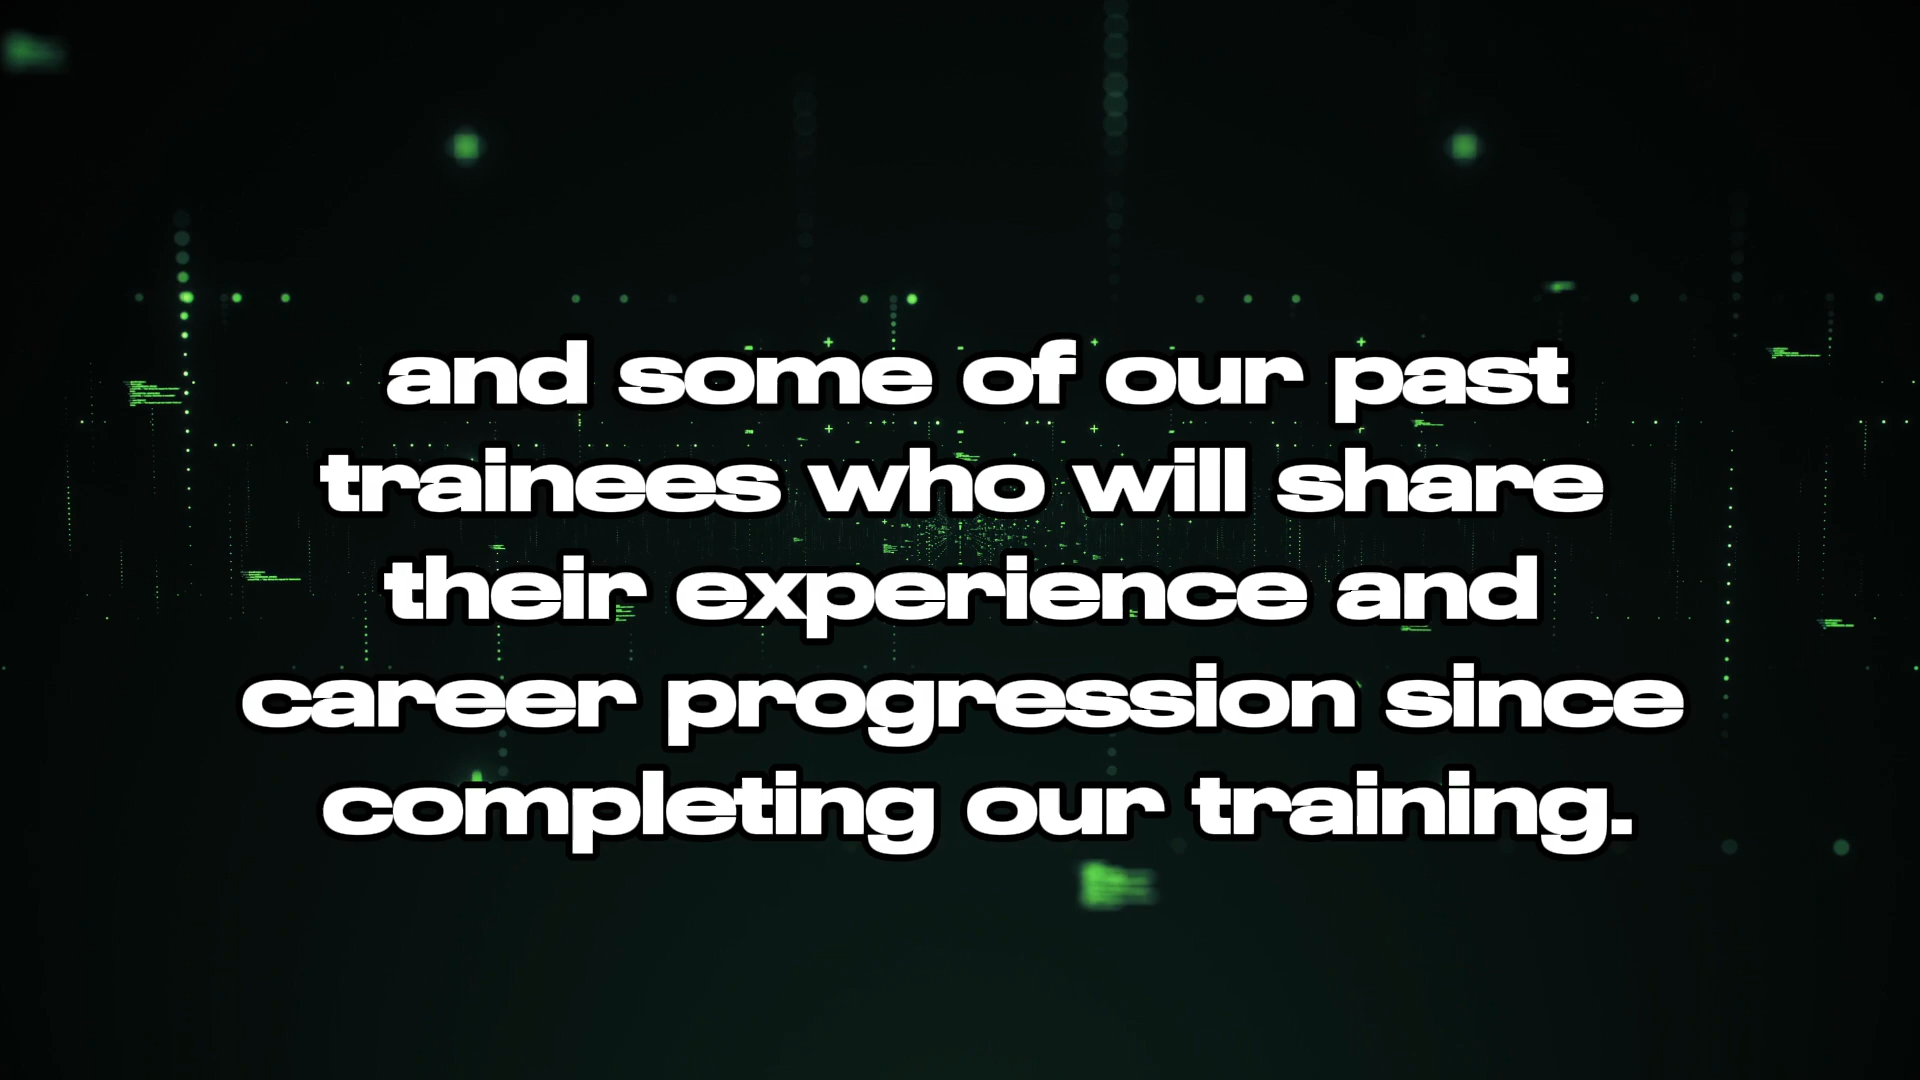 and some of our past
trainees who will share
their experience and
career progression since
completing our training.